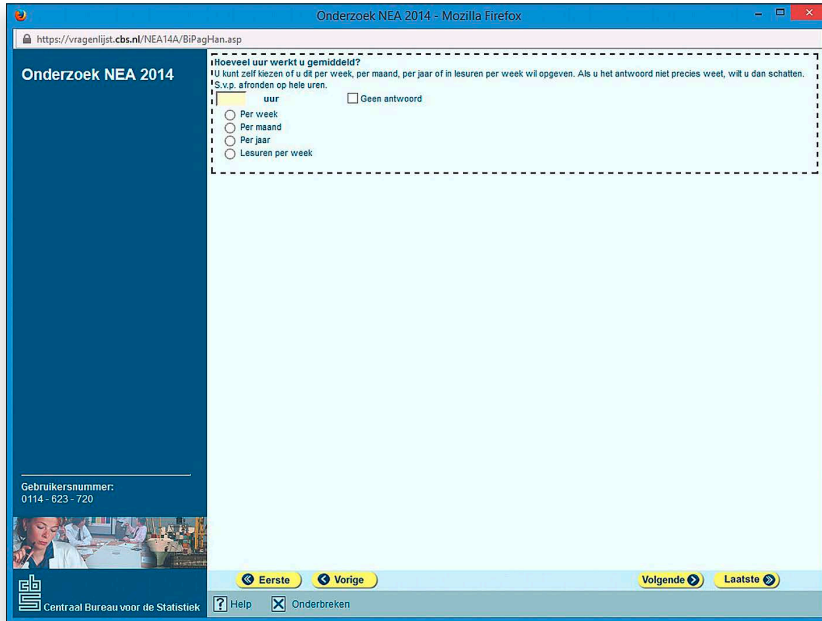 Onderzoek NEA 2014 - Mozilla Firefox
https://vragenlijst.cbs.nl/NEA14A/BiPagHan.asp
Onderzoek NEA 2014
Hoeveel uur werkt u gemiddeld?
U kunt zelf kiezen of u dit per week, per maand, per jaar of in lesuren per week wil opgeven. Als u het antwoord niet precies weet, wilt u dan schatten.
S.v.p. afronden op hele uren.
uur Geen antwoord
Per week
Per maand
Per jaar
Lesuren per week
Gebruikersnummer:
0114 - 623 - 720
Eerste Vorige Volgende Laatste
cbs
Centraal Bureau voor de Statistiek
? Help X Onderbreken